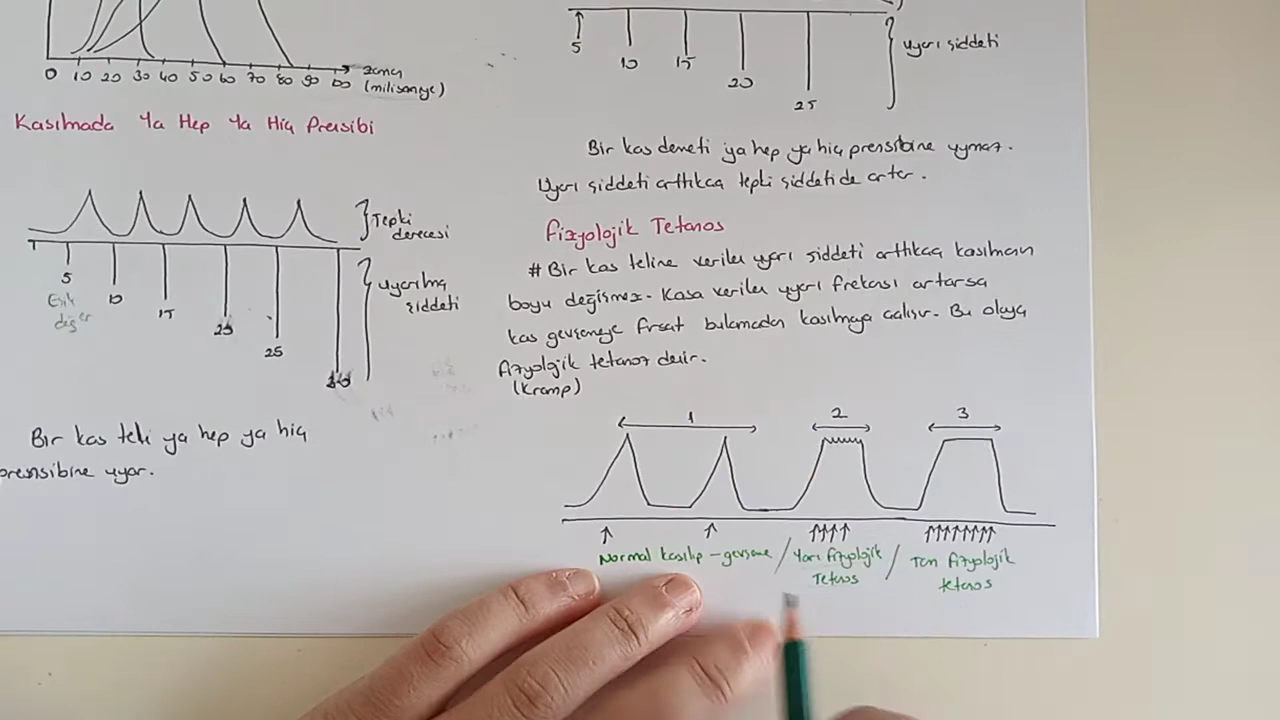 0 10 20 30 40 50 60 70 80 90 100 zaman
(milisaniye)
Kasılmada Ya Hep Ya Hiç Prensibi
Tepki
derecesi
5 10 15 25
Eşik
değer
uyarılma
şiddeti
Bir kas teli ya hep ya hiç
prensibine uyar.
5 10 15 20 25
uyarı şiddeti
Bir kas demeti ya hep ya hiç prensibine uymaz.
Uyarı şiddeti arttıkça tepki şiddeti de artar.
Fizyolojik Tetanos
# Bir kas teline verilen uyarı şiddeti arttıkça kasılmanın
boyu değişmez. Kasa verilen uyarı frekansı artarsa
kas gevşemeye fırsat bulamadan kasılmaya çalışır. Bu olaya
fizyolojik tetanoz denir.
(Kramp)
1 2 3
Normal kasılıp - gevşeme / Yarı fizyolojik / Tam fizyolojik
Tetanos tetanos